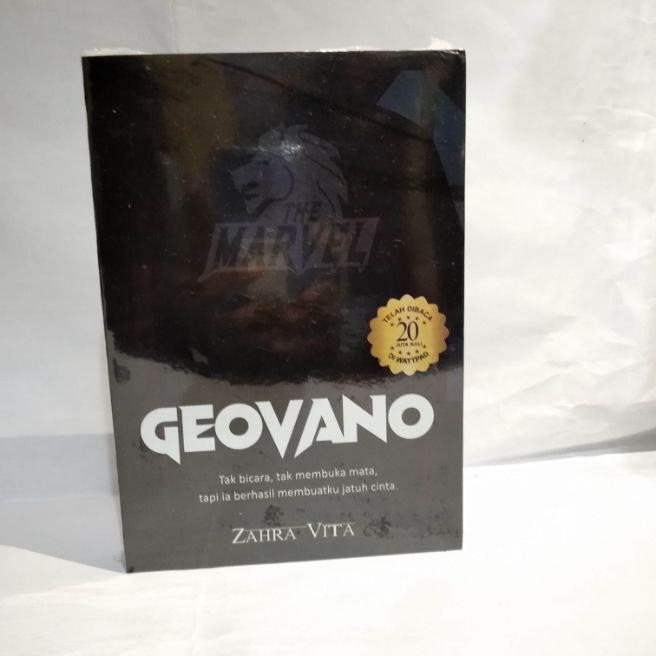 THE
MARVEL
TELAH DIBACA
20
JUTA KALI
DI WATTPAD
GEOVANO
Tak bicara, tak membuka mata,
tapi ia berhasil membuatku jatuh cinta.
ZAHRA VITA